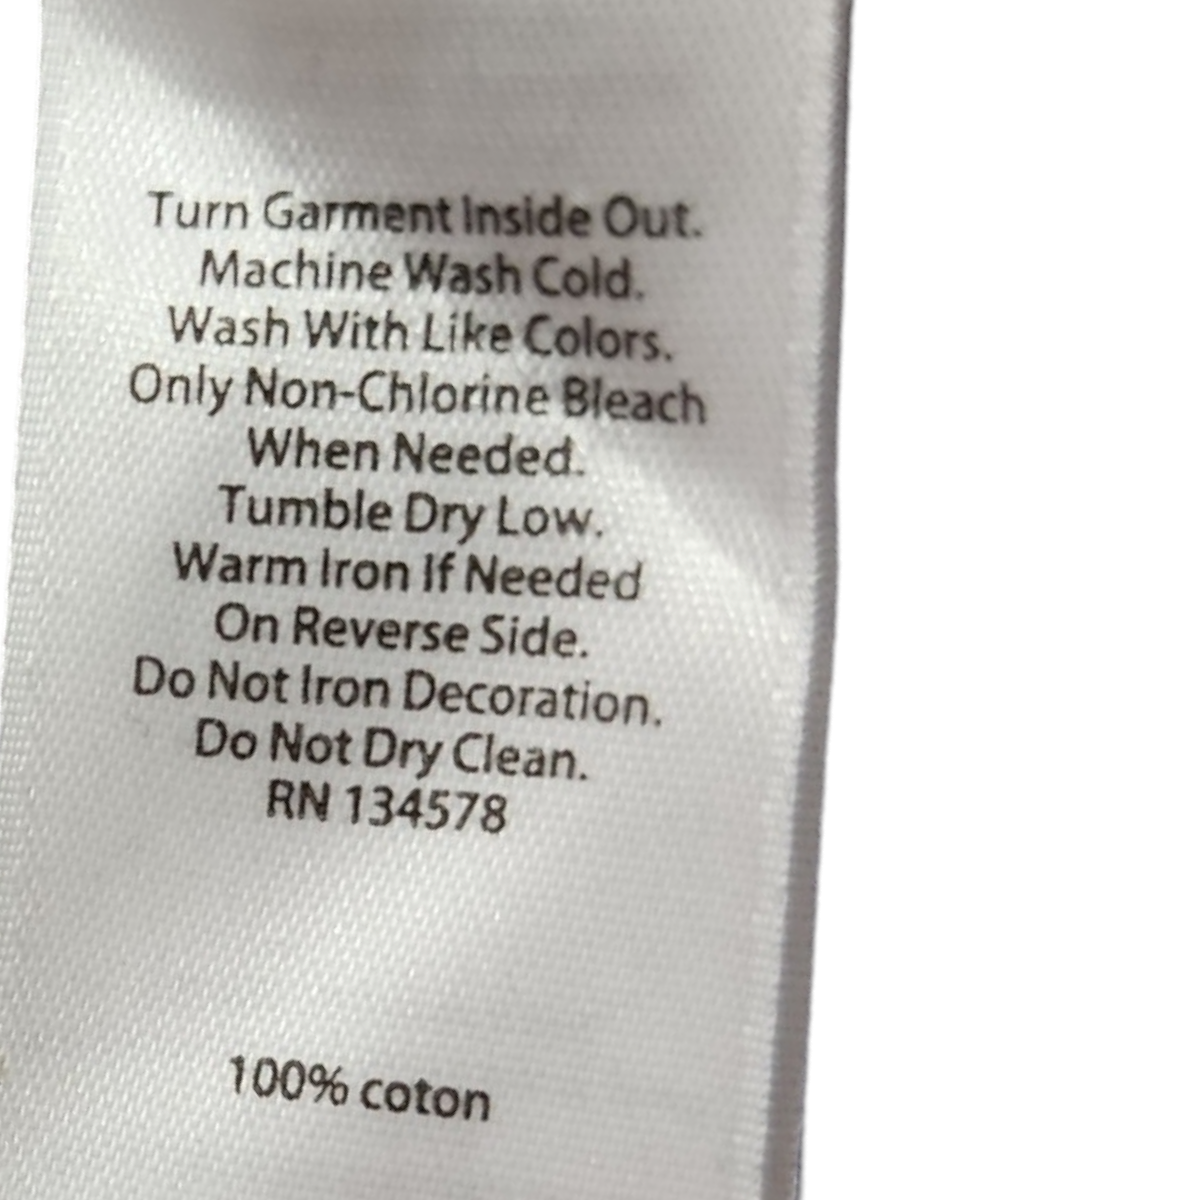 Turn Garment Inside Out.
Machine Wash Cold.
Wash With Like Colors.
Only Non-Chlorine Bleach
When Needed.
Tumble Dry Low.
Warm Iron If Needed
On Reverse Side.
Do Not Iron Decoration.
Do Not Dry Clean.
RN 134578
100% coton